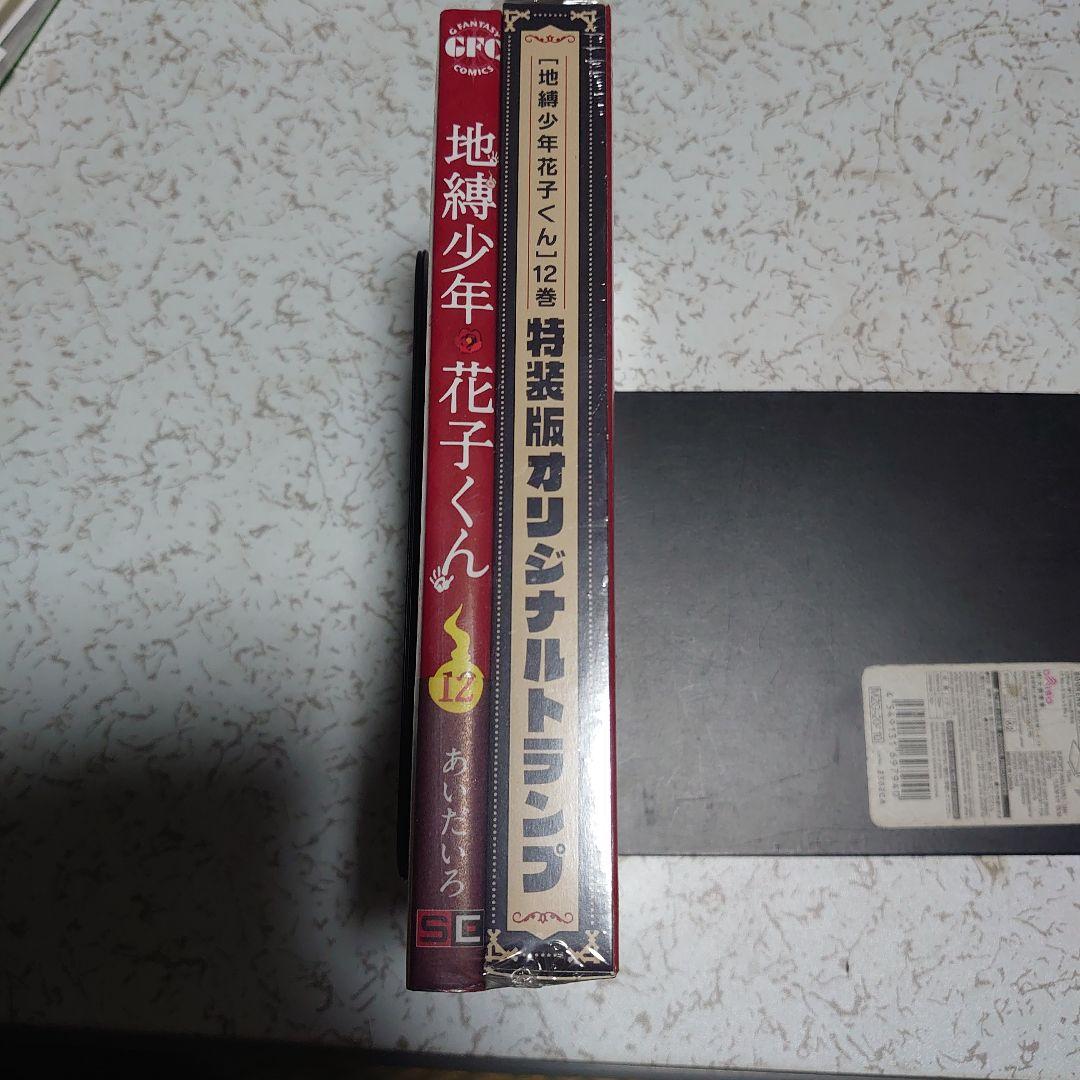 G FANTASY
GFC
COMICS
地縛少年
花子くん
12
あいだいろ
SE
［地縛少年花子くん］12巻
特装版オリジナルトランプ